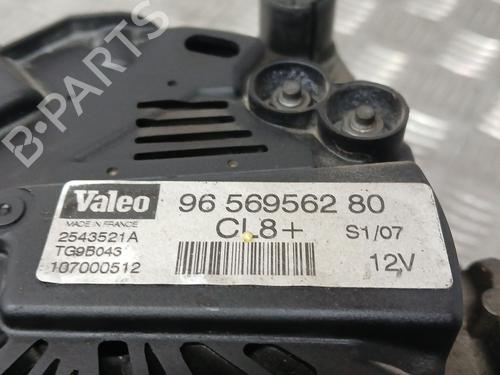 B-PARTS
Valeo
MADE IN FRANCE
2543521A
TG9B043
107000512
96 569562 80
CL8+
S1/07
12V